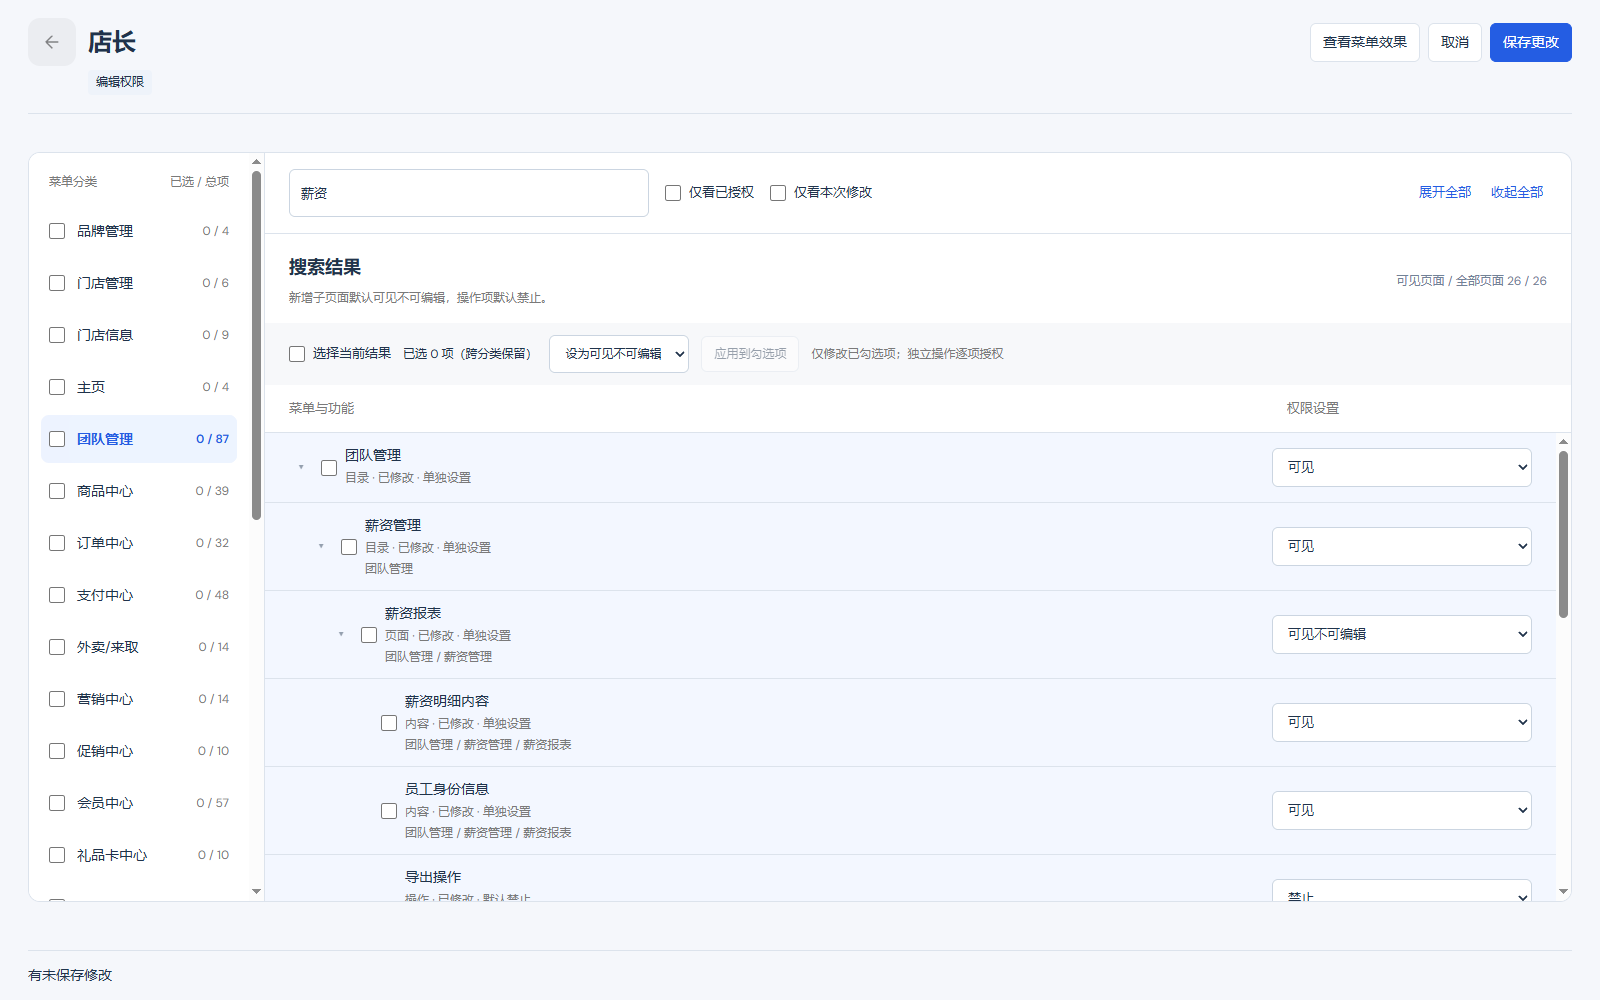 店长
编辑权限
查看菜单效果
取消
保存更改
菜单分类 已选 / 总项
品牌管理 0 / 4
门店管理 0 / 6
门店信息 0 / 9
主页 0 / 4
团队管理 0 / 87
商品中心 0 / 39
订单中心 0 / 32
支付中心 0 / 48
外卖/来取 0 / 14
营销中心 0 / 14
促销中心 0 / 10
会员中心 0 / 57
礼品卡中心 0 / 10
薪资
仅看已授权
仅看本次修改
展开全部
收起全部
搜索结果
新增子页面默认可见不可编辑，操作项默认禁止。
可见页面 / 全部页面 26 / 26
选择当前结果 已选 0 项（跨分类保留） 设为可见不可编辑 应用到勾选项 仅修改已勾选项；独立操作逐项授权
菜单与功能 权限设置
团队管理
目录 · 已修改 · 单独设置
可见
薪资管理
目录 · 已修改 · 单独设置
团队管理
可见
薪资报表
页面 · 已修改 · 单独设置
团队管理 / 薪资管理
可见不可编辑
薪资明细内容
内容 · 已修改 · 单独设置
团队管理 / 薪资管理 / 薪资报表
可见
员工身份信息
内容 · 已修改 · 单独设置
团队管理 / 薪资管理 / 薪资报表
可见
导出操作
操作 · 已修改 · 默认禁止
禁止
有未保存修改